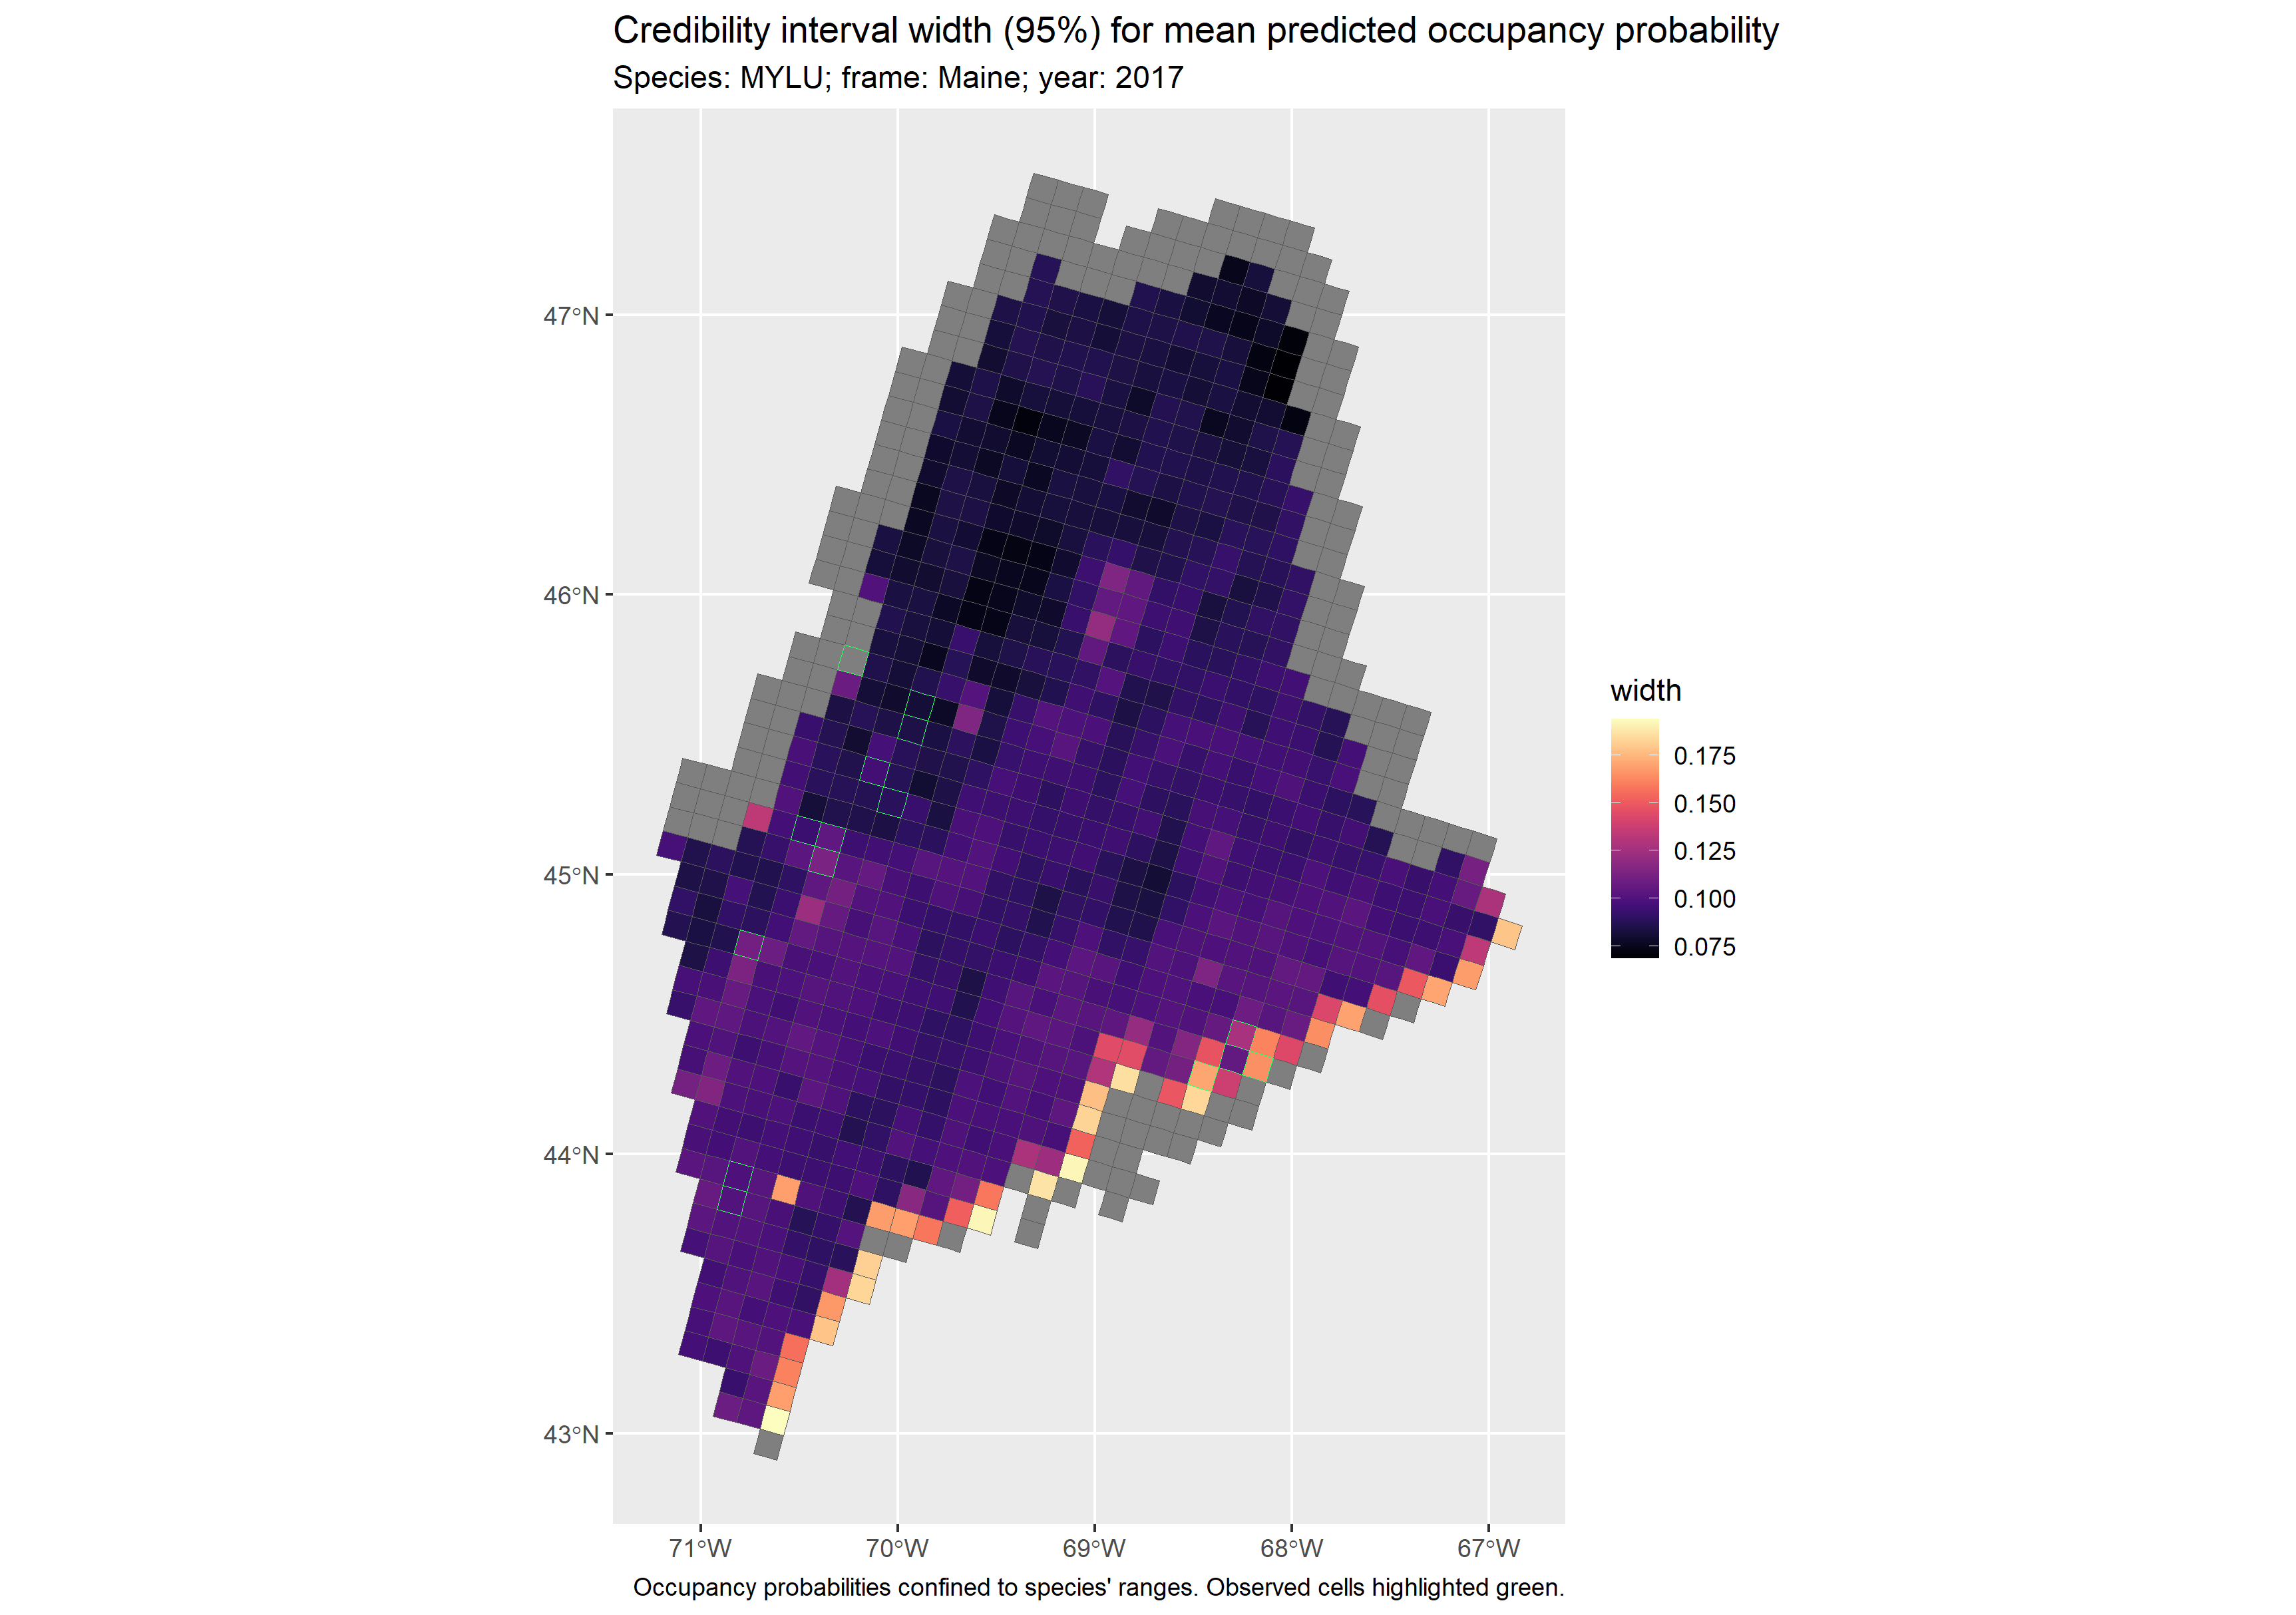 Credibility interval width (95%) for mean predicted occupancy probability
Species: MYLU; frame: Maine; year: 2017
47°N
46°N
45°N
44°N
43°N
71°W
70°W
69°W
68°W
67°W
width
0.175
0.150
0.125
0.100
0.075
Occupancy probabilities confined to species' ranges. Observed cells highlighted green.